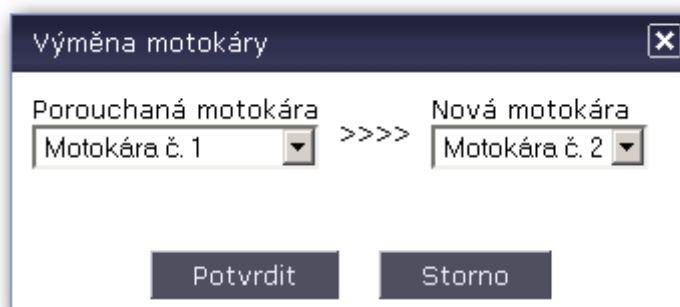 Výměna motokáry
Porouchaná motokára >>>> Nová motokára
Motokára č. 1 Motokára č. 2
Potvrdit Storno